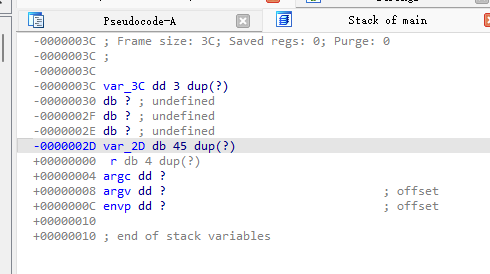 Pseudocode-A
Stack of main
-0000003C ; Frame size: 3C; Saved regs: 0; Purge: 0
-0000003C ;
-0000003C
-0000003C var_3C dd 3 dup(?)
-00000030 db ? ; undefined
-0000002F db ? ; undefined
-0000002E db ? ; undefined
-0000002D var_2D db 45 dup(?)
+00000000  r db 4 dup(?)
+00000004 argc dd ?
+00000008 argv dd ? ; offset
+0000000C envp dd ? ; offset
+00000010
+00000010 ; end of stack variables